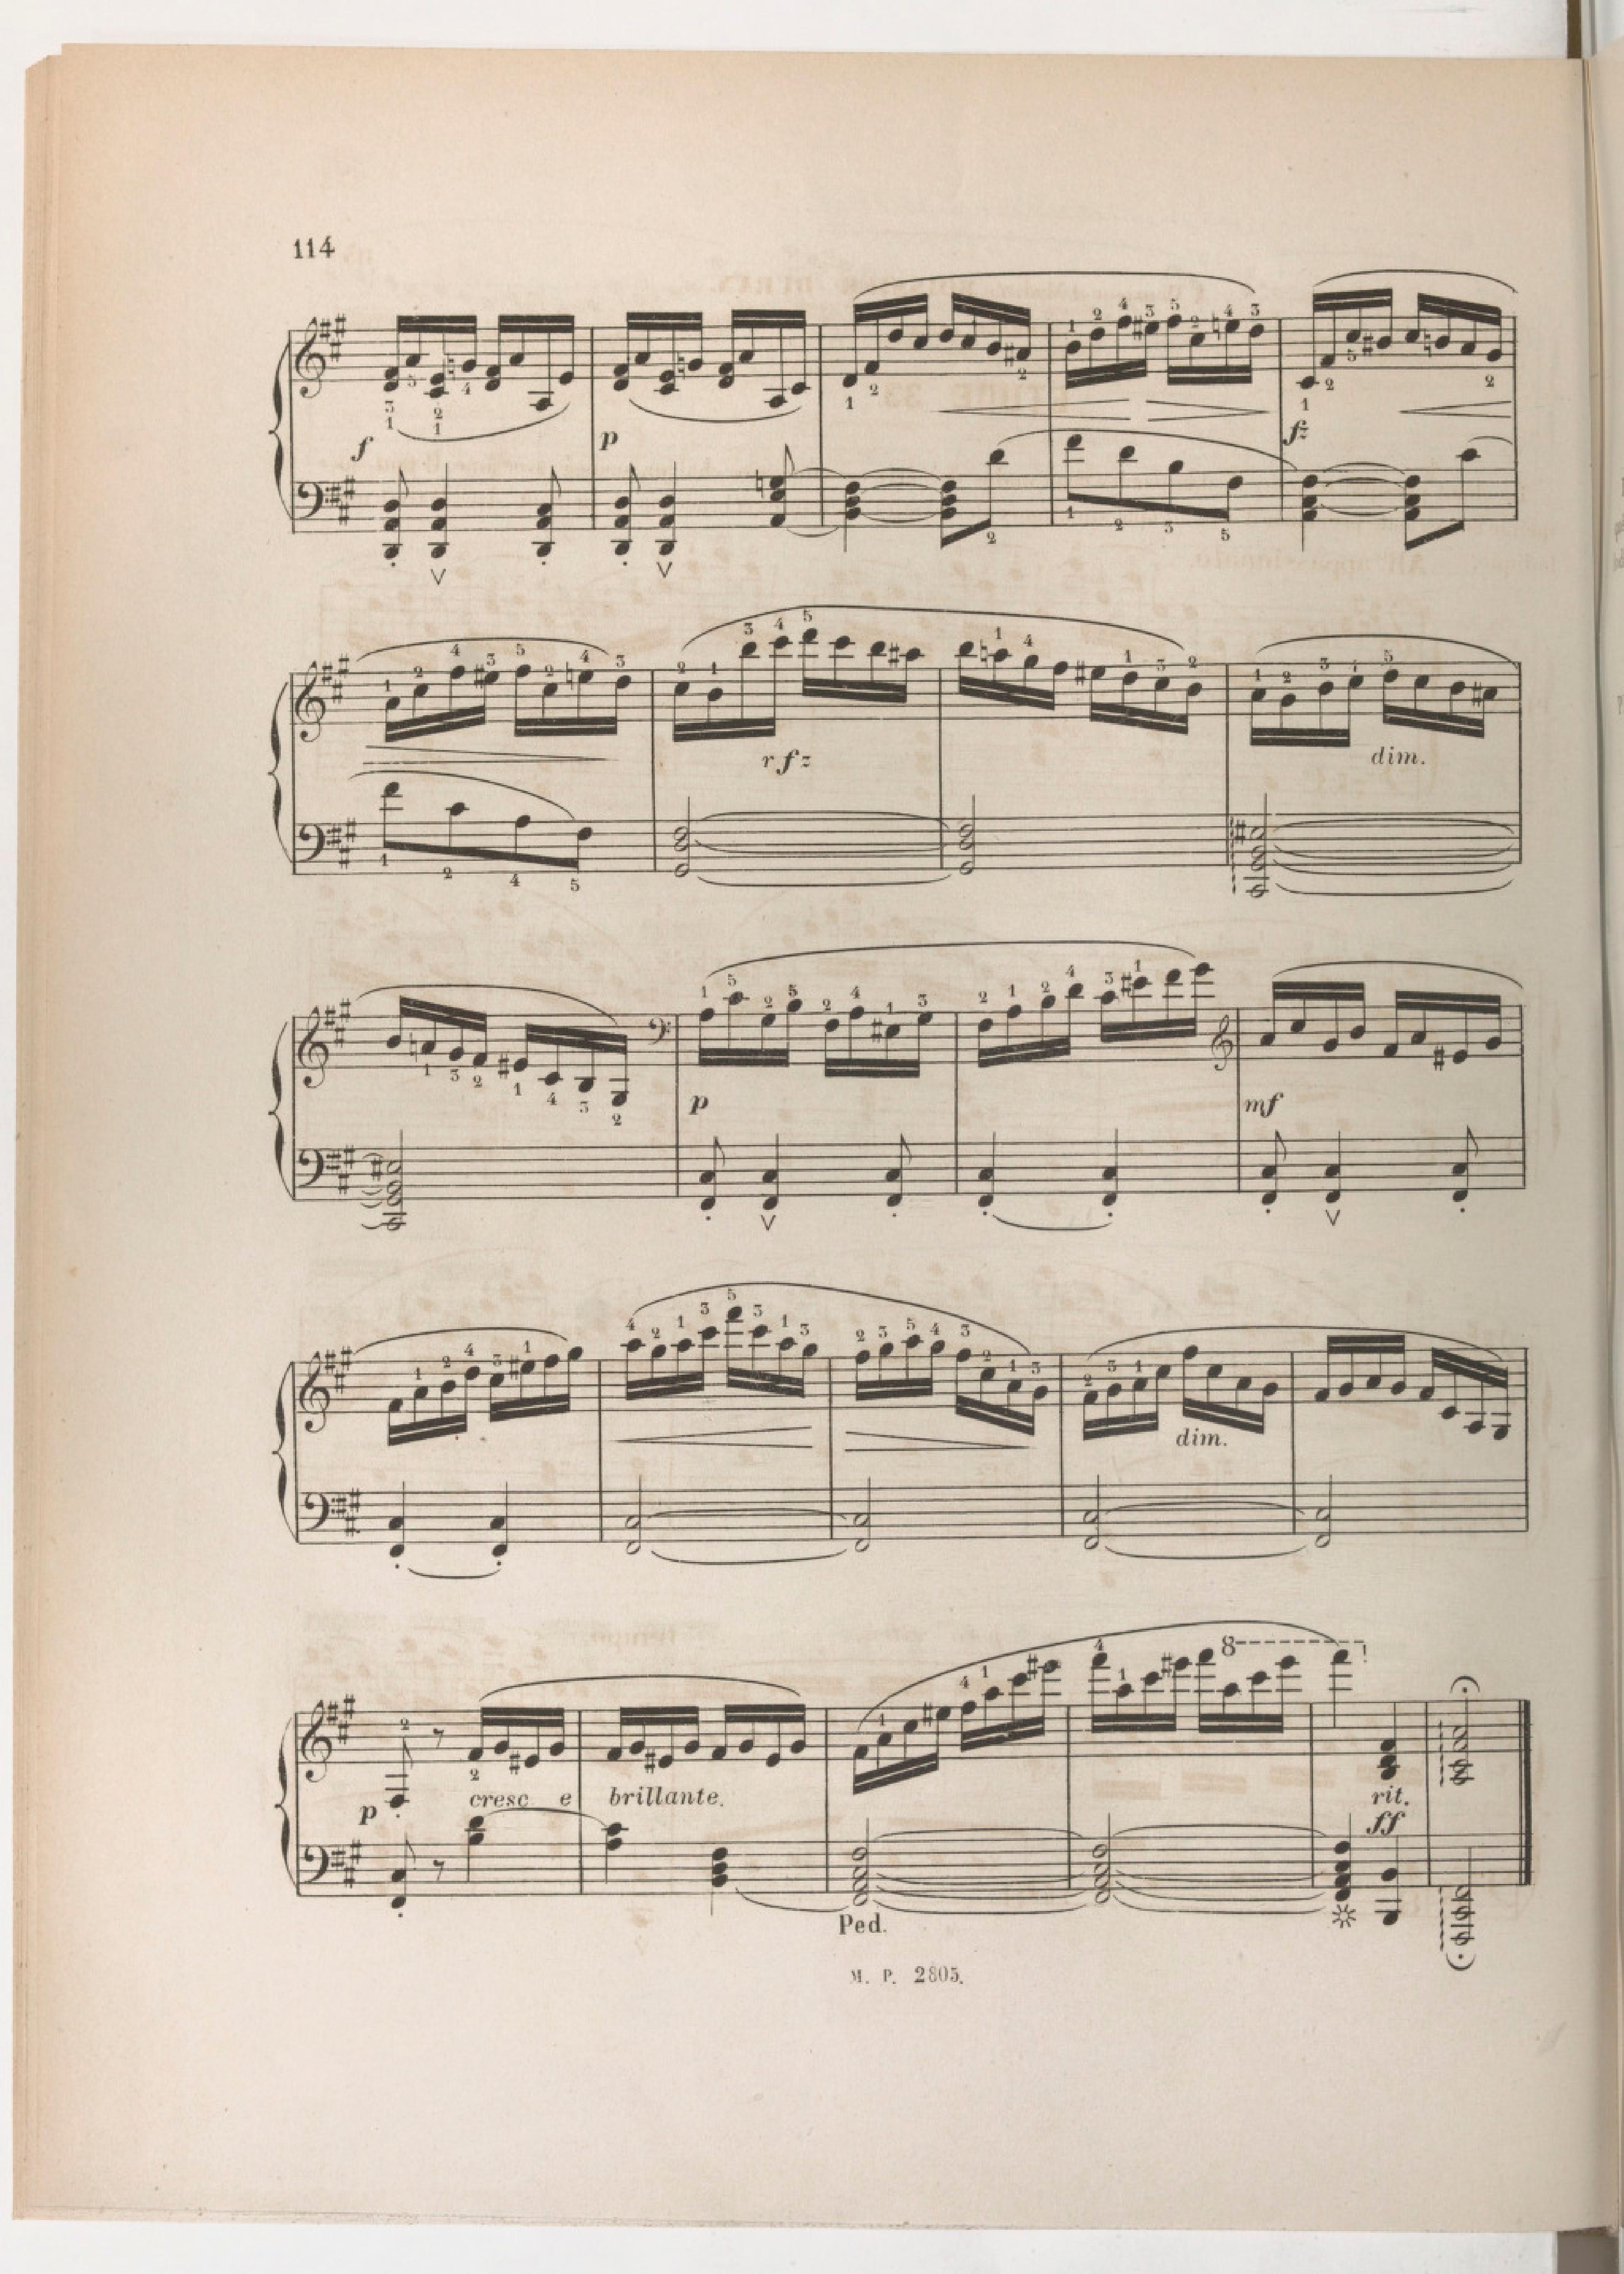 114
f p fz
rfz dim.
p mf
dim.
p cresc e brillante. 8 rit.
ff
Ped.
M. P. 2805.